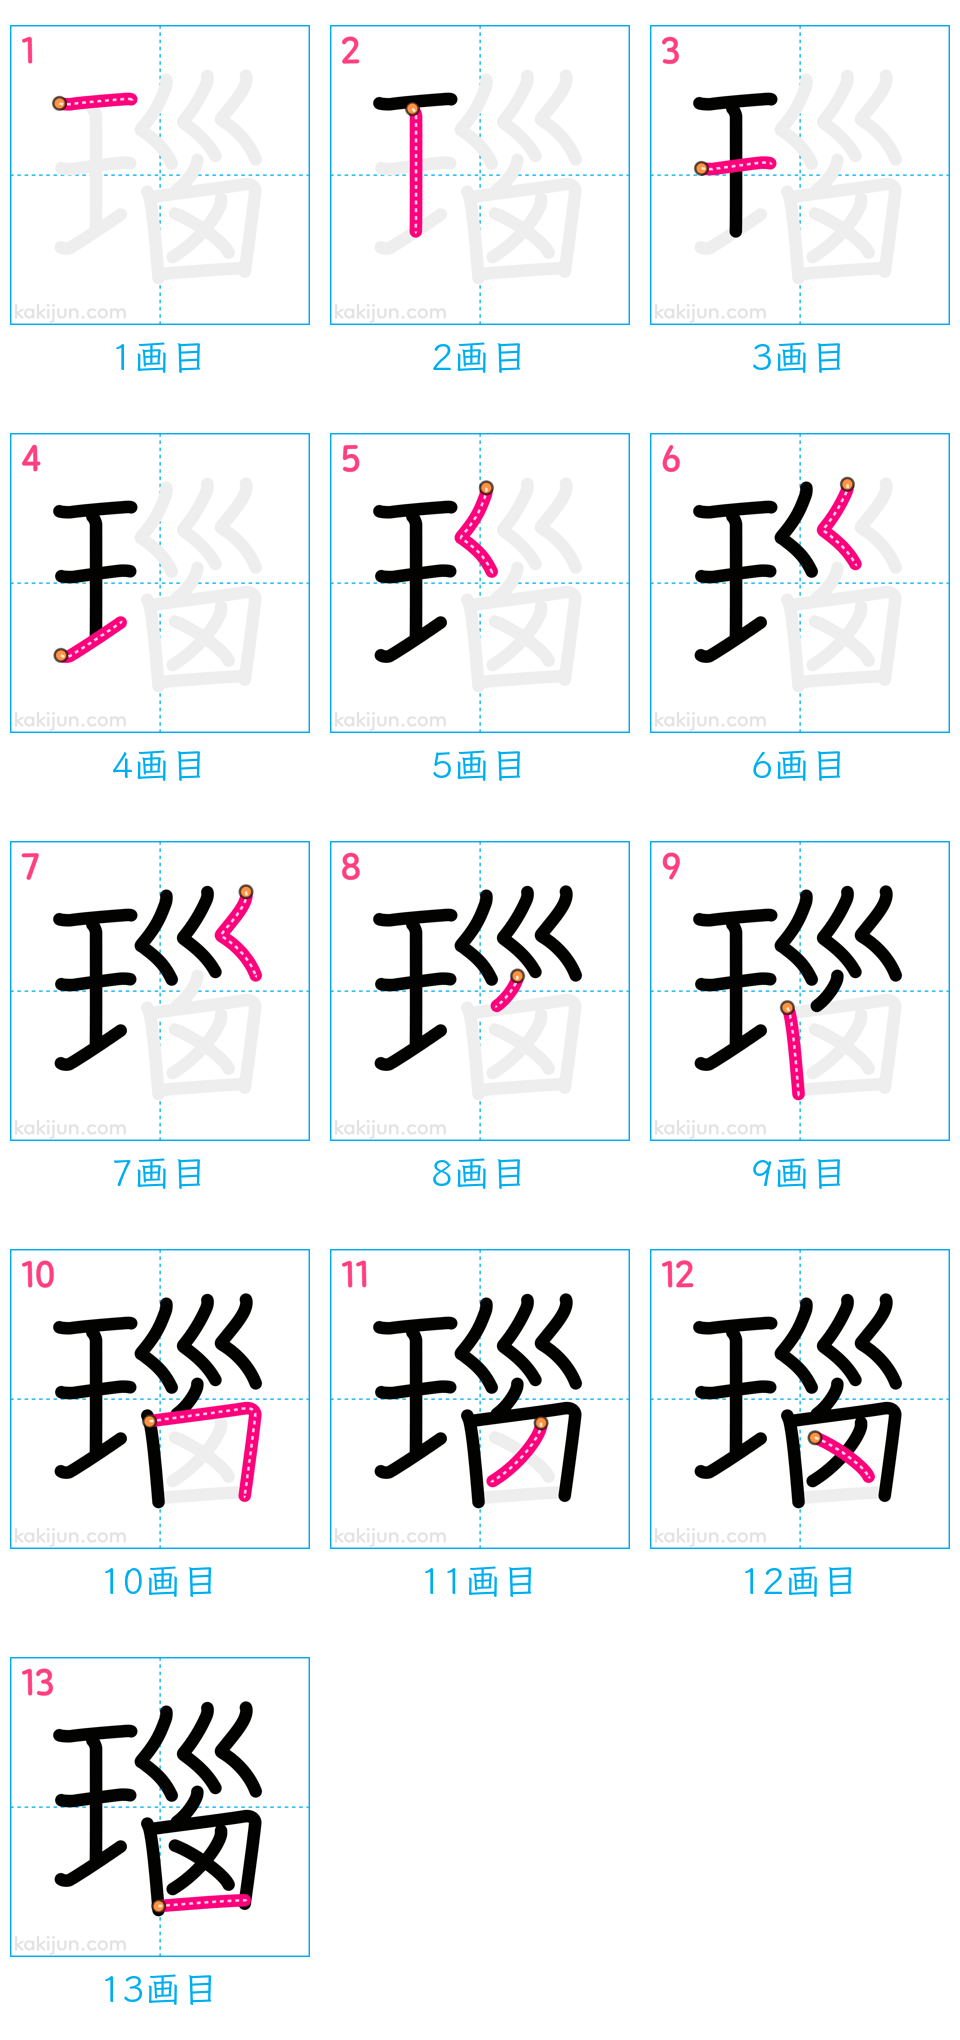 1 2 3
kakijun.com kakijun.com kakijun.com
1画目 2画目 3画目
4 5 6
kakijun.com kakijun.com kakijun.com
4画目 5画目 6画目
7 8 9
瑙 kakijun.com kakijun.com kakijun.com
7画目 8画目 9画目
10 11 12
kakijun.com kakijun.com kakijun.com
10画目 11画目 12画目
13
瑙
kakijun.com
13画目